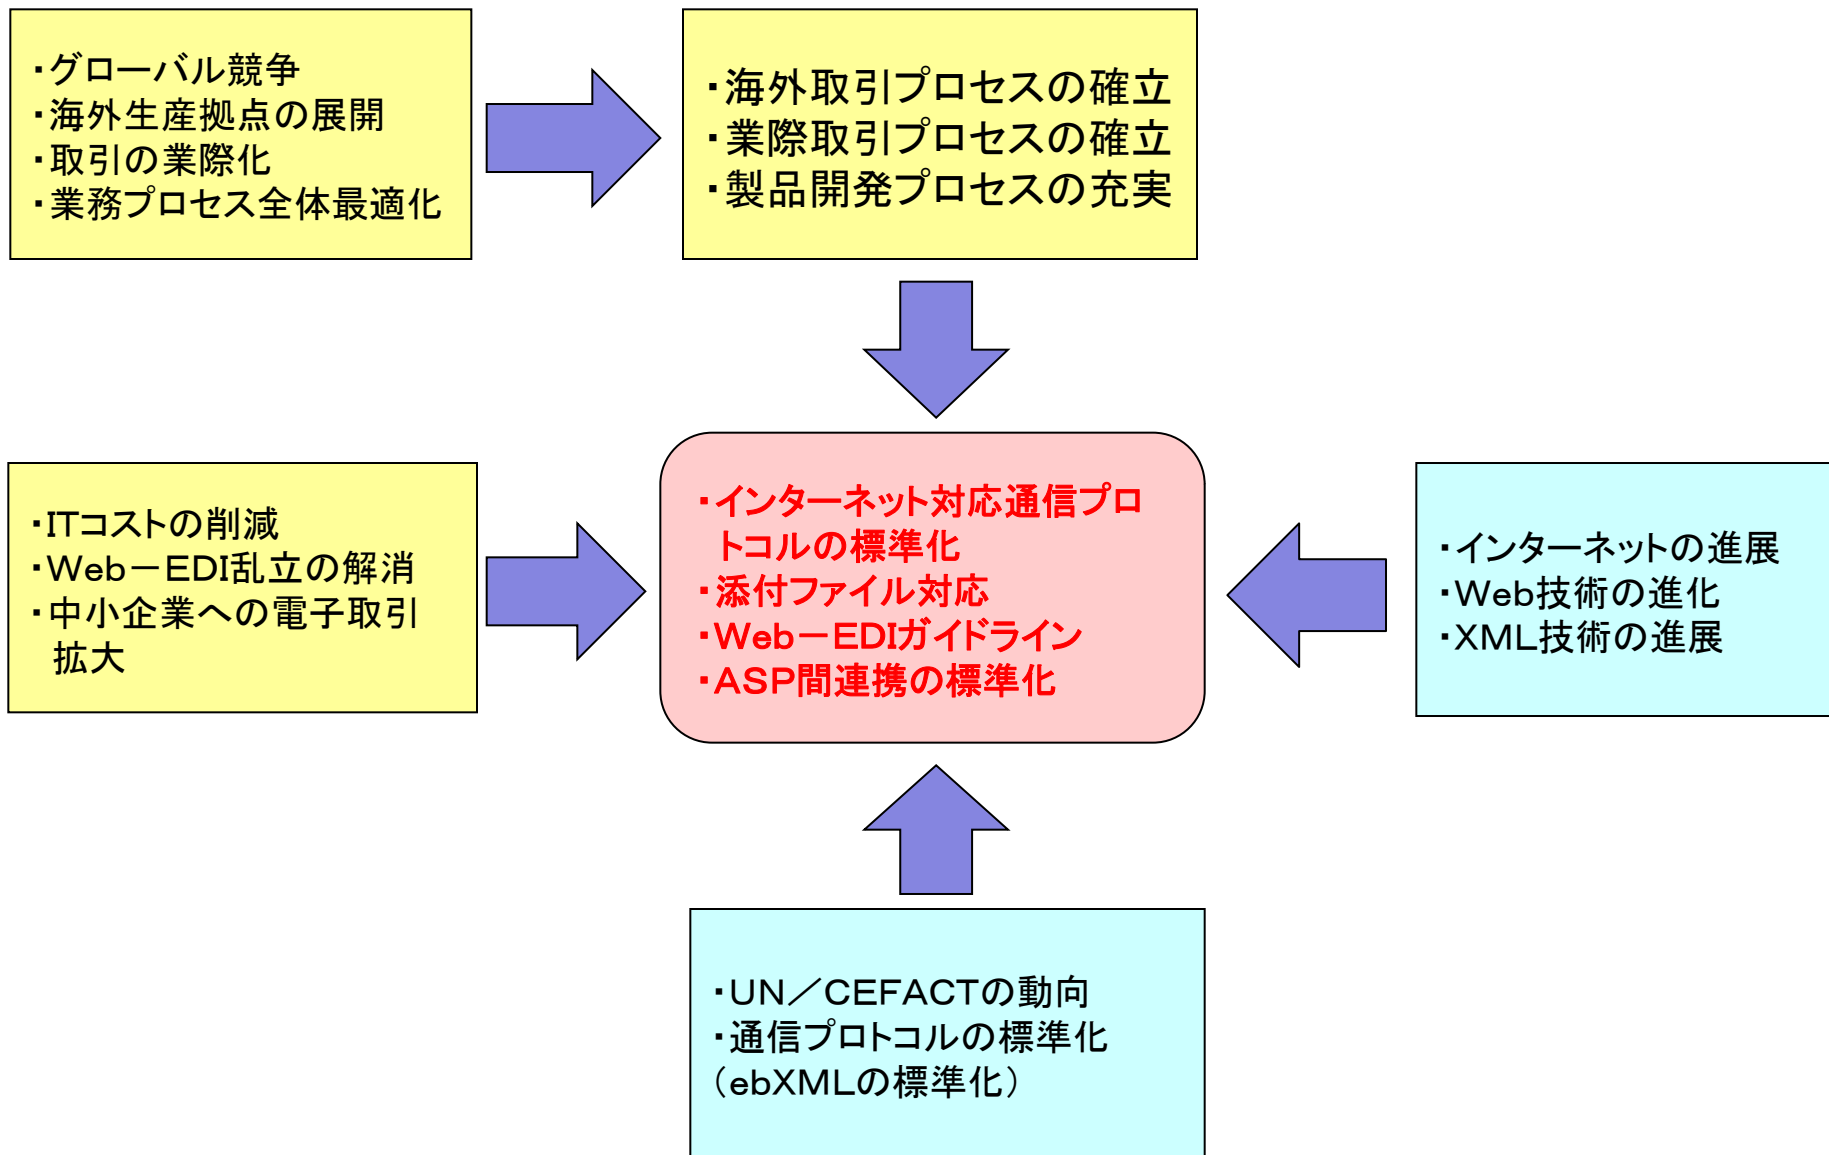 ・グローバル競争
・海外生産拠点の展開
・取引の業際化
・業務プロセス全体最適化
・海外取引プロセスの確立
・業際取引プロセスの確立
・製品開発プロセスの充実
・ITコストの削減
・Web－EDI乱立の解消
・中小企業への電子取引
拡大
・インターネット対応通信プロ
トコルの標準化
・添付ファイル対応
・Web－EDIガイドライン
・ASP間連携の標準化
・インターネットの進展
・Web技術の進化
・XML技術の進展
・UN／CEFACTの動向
・通信プロトコルの標準化
（ebXMLの標準化）